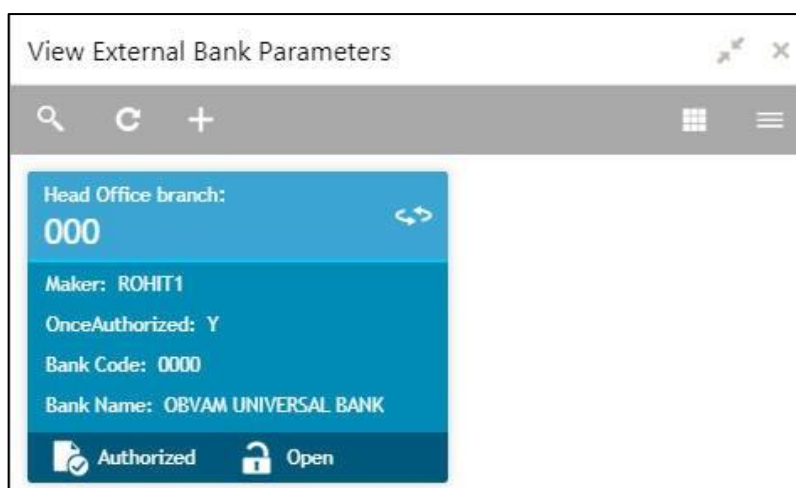 View External Bank Parameters
Head Office branch:
000
Maker: ROHIT1
OnceAuthorized: Y
Bank Code: 0000
Bank Name: OBVAM UNIVERSAL BANK
Authorized Open